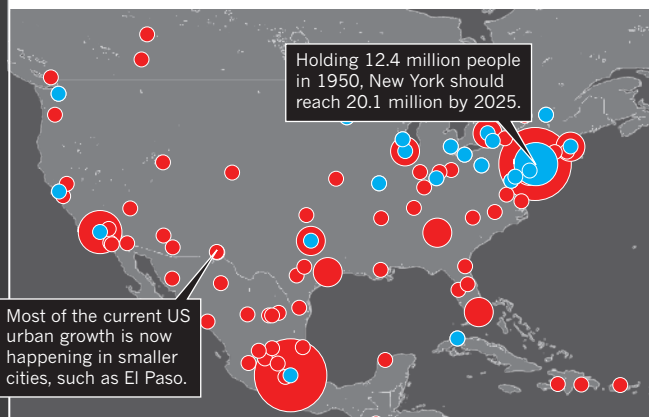 Holding 12.4 million people
in 1950, New York should
reach 20.1 million by 2025.
Most of the current US
urban growth is now
happening in smaller
cities, such as El Paso.